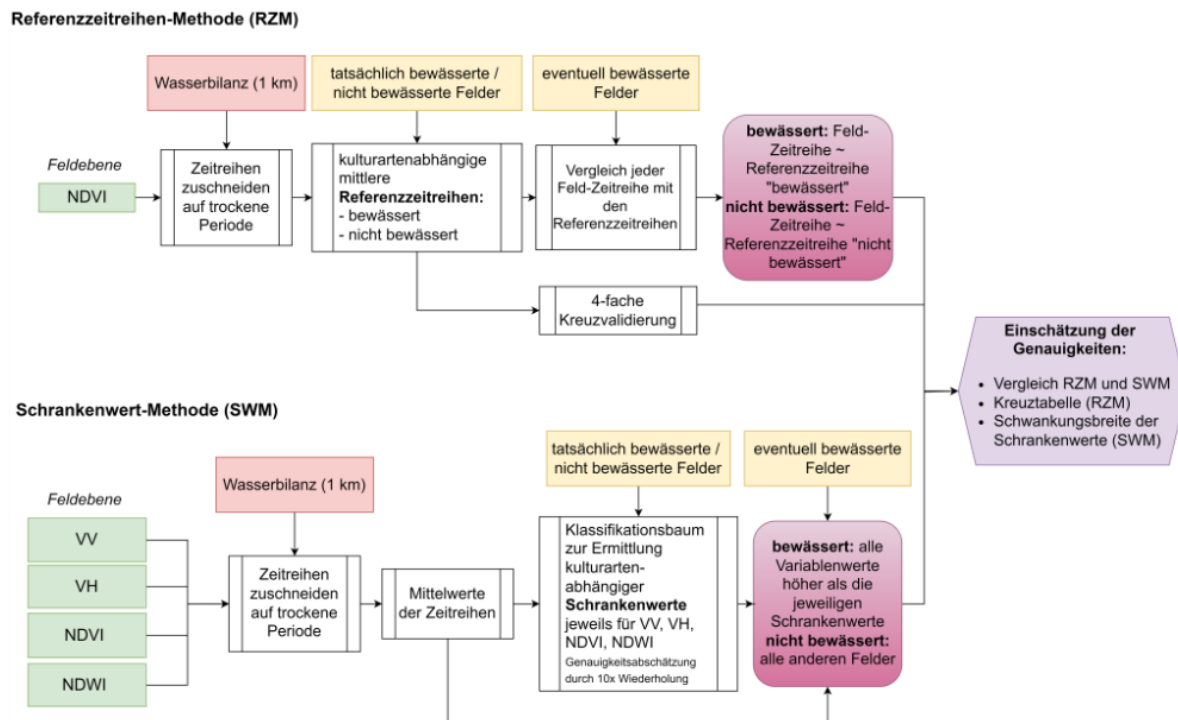 Referenzzeitreihen-Methode (RZM)
Wasserbilanz (1 km)
tatsächlich bewässerte /
nicht bewässerte Felder
eventuell bewässerte
Felder
Feldebene
NDVI
Zeitreihen
zuschneiden
auf trockene
Periode
kulturartenabhängige
mittlere
Referenzzeitreihen:
- bewässert
- nicht bewässert
Vergleich jeder
Feld-Zeitreihe mit
den
Referenzzeitreihen
bewässert: Feld-
Zeitreihe ~
Referenzzeitreihe
"bewässert"
nicht bewässert: Feld-
Zeitreihe ~
Referenzzeitreihe "nicht
bewässert"
4-fache
Kreuzvalidierung
Einschätzung der
Genauigkeiten:
• Vergleich RZM und SWM
• Kreuztabelle (RZM)
• Schwankungsbreite der
Schrankenwerte (SWM)
Schrankenwert-Methode (SWM)
Wasserbilanz (1 km)
tatsächlich bewässerte /
nicht bewässerte Felder
eventuell bewässerte
Felder
Feldebene
VV
VH
NDVI
NDWI
Zeitreihen
zuschneiden
auf trockene
Periode
Mittelwerte
der Zeitreihen
Klassifikationsbaum
zur Ermittlung
kulturarten-
abhängiger
Schrankenwerte
jeweils für VV, VH,
NDVI, NDWI
Genauigkeitsabschätzung
durch 10x Wiederholung
bewässert: alle
Variablenwerte
höher als die
jeweiligen
Schrankenwerte
nicht bewässert:
alle anderen Felder